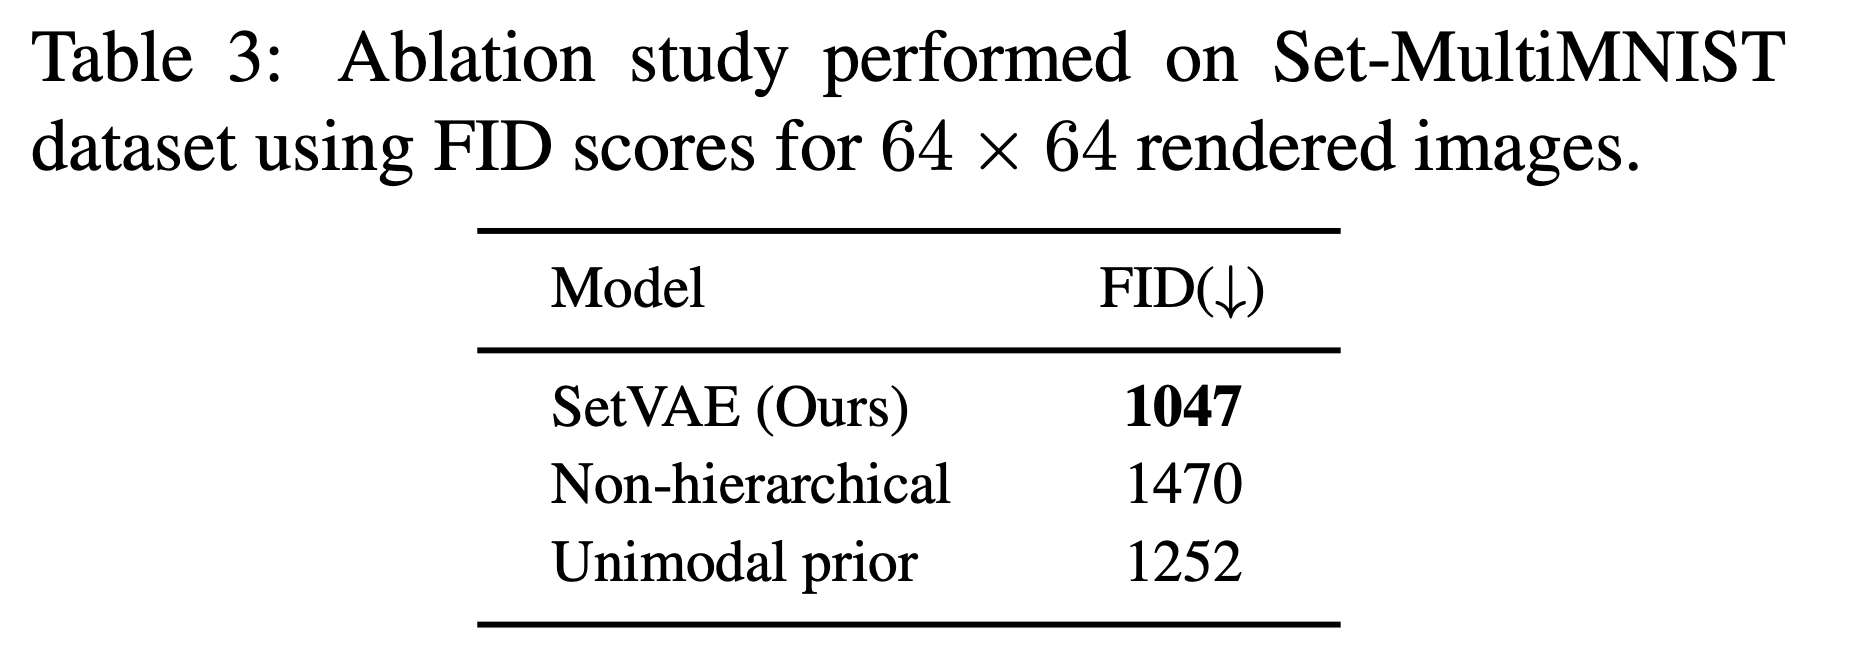 Table 3: Ablation study performed on Set-MultiMNIST
dataset using FID scores for 64 × 64 rendered images.
Model FID(↓)
SetVAE (Ours) 1047
Non-hierarchical 1470
Unimodal prior 1252